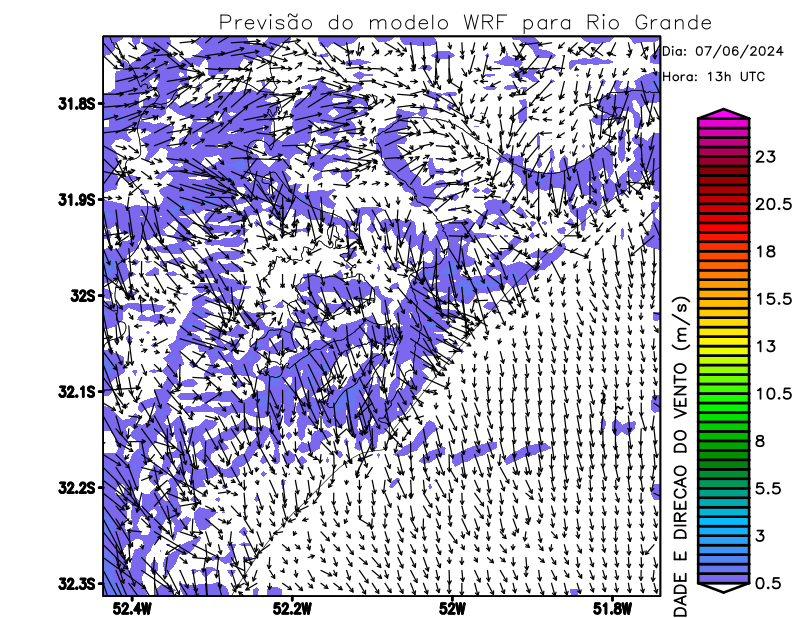 Previsão do modelo WRF para Rio Grande
Dia: 07/06/2024
Hora: 13h UTC
31.8S
31.9S
32S
32.1S
32.2S
32.3S
52.4W
52.2W
52W
51.8W
23
20.5
18
15.5
13
10.5
8
5.5
3
0.5
DADE E DIRECAO DO VENTO (m/s)